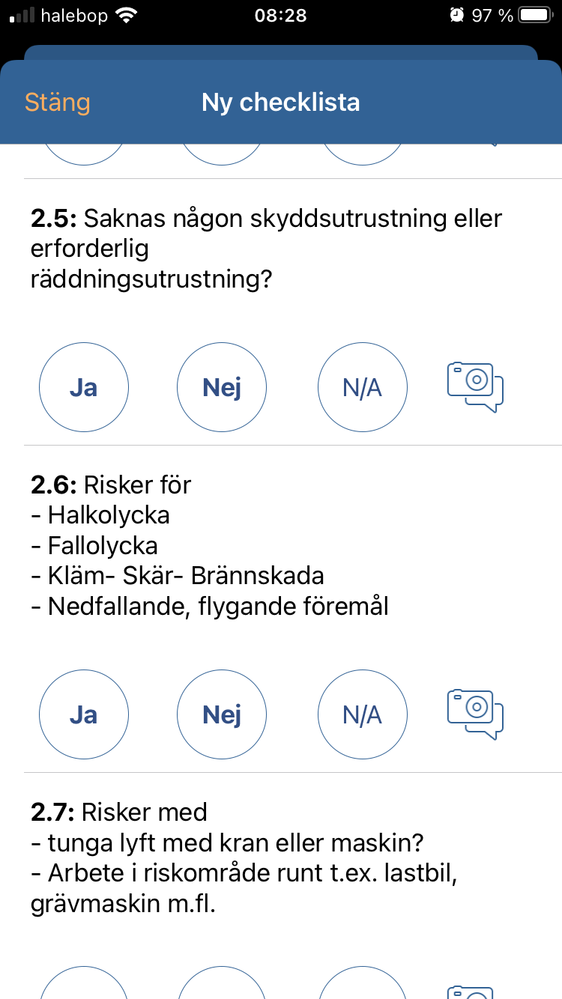 halebop 08:28 97 %
Stäng Ny checklista
2.5: Saknas någon skyddsutrustning eller
erforderlig
räddningsutrustning?
Ja Nej N/A
2.6: Risker för
- Halkolycka
- Fallolycka
- Kläm- Skär- Brännskada
- Nedfallande, flygande föremål
Ja Nej N/A
2.7: Risker med
- tunga lyft med kran eller maskin?
- Arbete i riskområde runt t.ex. lastbil,
grävmaskin m.fl.